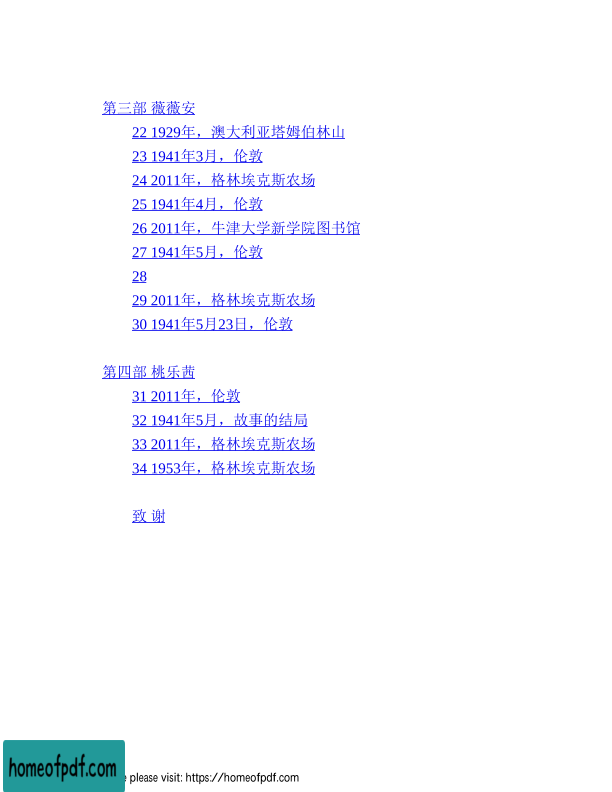 第三部 薇薇安
22 1929年，澳大利亚塔姆伯林山
23 1941年3月，伦敦
24 2011年，格林埃克斯农场
25 1941年4月，伦敦
26 2011年，牛津大学新学院图书馆
27 1941年5月，伦敦
28
29 2011年，格林埃克斯农场
30 1941年5月23日，伦敦
第四部 桃乐茜
31 2011年，伦敦
32 1941年5月，故事的结局
33 2011年，格林埃克斯农场
34 1953年，格林埃克斯农场
致 谢
homeofpdf.com
please visit: https://homeofpdf.com